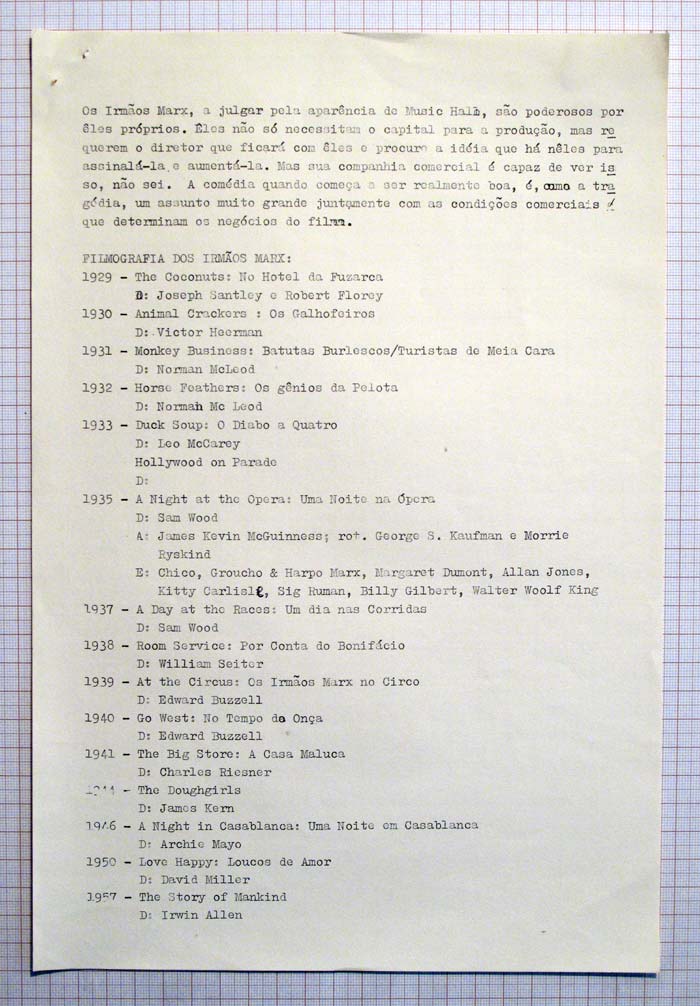 Os Irmãos Marx, a julgar pela aparência de Music Hall, são poderosos por
êles próprios. Êles não só necessitam o capital para a produção, mas re
querem o diretor que ficará com êles e procure a idéia que há nêles para
assinalá-la e aumentá-la. Mas sua companhia comercial é capaz de ver is
so, não sei. A comédia quando começa a ser realmente boa, é, como a tra
gédia, um assunto muito grande juntamente com as condições comerciais
que determinam os negócios do filme.
FILMOGRAFIA DOS IRMÃOS MARX:
1929 - The Coconuts: No Hotel da Fuzarca
D: Joseph Santley e Robert Florey
1930 - Animal Crackers : Os Galhofeiros
D: Victor Heerman
1931 - Monkey Business: Batutas Burlescos/Turistas de Meia Cara
D: Norman McLeod
1932 - Horse Feathers: Os gênios da Pelota
D: Norman Mc Leod
1933 - Duck Soup: O Diabo a Quatro
D: Leo McCarey
Hollywood on Parade
D:
1935 - A Night at the Opera: Uma Noite na Ópera
D: Sam Wood
A: James Kevin McGuinness; rot. George S. Kaufman e Morrie
Ryskind
E: Chico, Groucho & Harpo Marx, Margaret Dumont, Allan Jones,
Kitty Carlisle, Sig Ruman, Billy Gilbert, Walter Woolf King
1937 - A Day at the Races: Um dia nas Corridas
D: Sam Wood
1938 - Room Service: Por Conta do Bonifácio
D: William Seiter
1939 - At the Circus: Os Irmãos Marx no Circo
D: Edward Buzzell
1940 - Go West: No Tempo do Onça
D: Edward Buzzell
1941 - The Big Store: A Casa Maluca
D: Charles Riesner
- The Doughgirls
D: James Kern
1946 - A Night in Casablanca: Uma Noite em Casablanca
D: Archie Mayo
1950 - Love Happy: Loucos de Amor
D: David Miller
1957 - The Story of Mankind
D: Irwin Allen